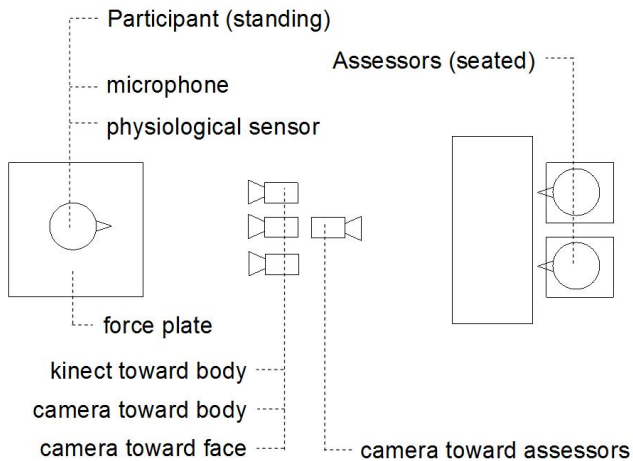 Participant (standing)
Assessors (seated)
microphone
physiological sensor
force plate
kinect toward body
camera toward body
camera toward face
camera toward assessors